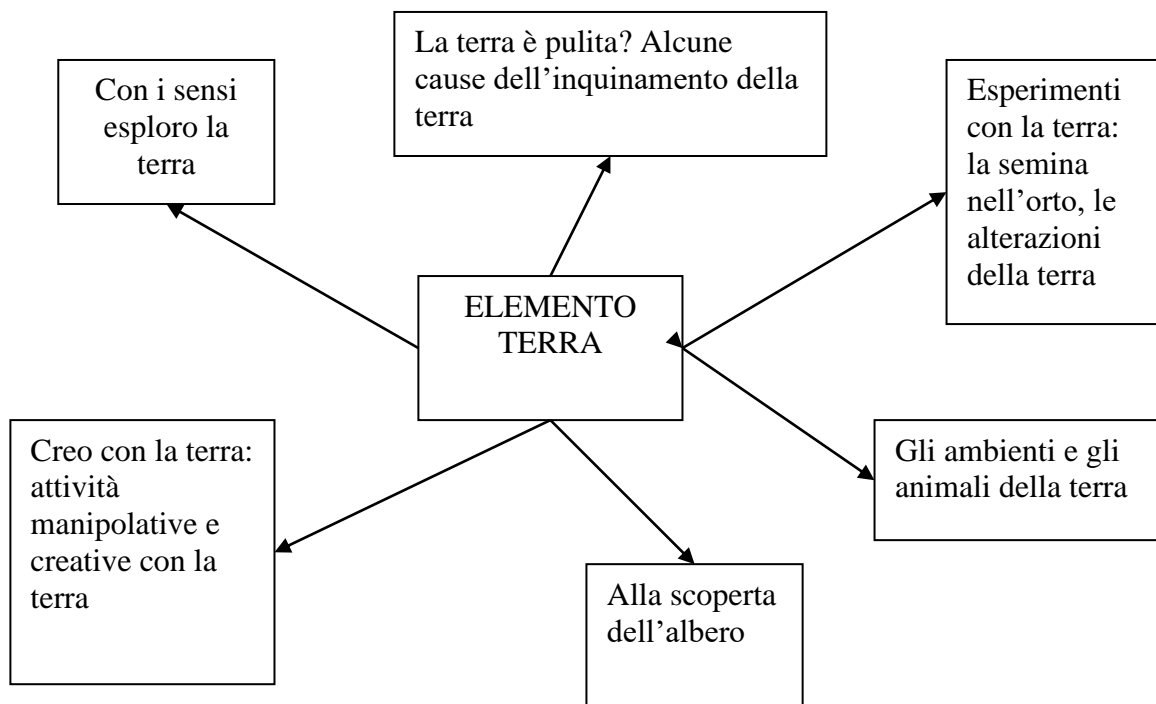 La terra è pulita? Alcune
cause dell’inquinamento della
terra
Con i sensi
esploro la
terra
Esperimenti
con la terra:
la semina
nell’orto, le
alterazioni
della terra
ELEMENTO
TERRA
Creo con la terra:
attività
manipolative e
creative con la
terra
Gli ambienti e gli
animali della terra
Alla scoperta
dell’albero